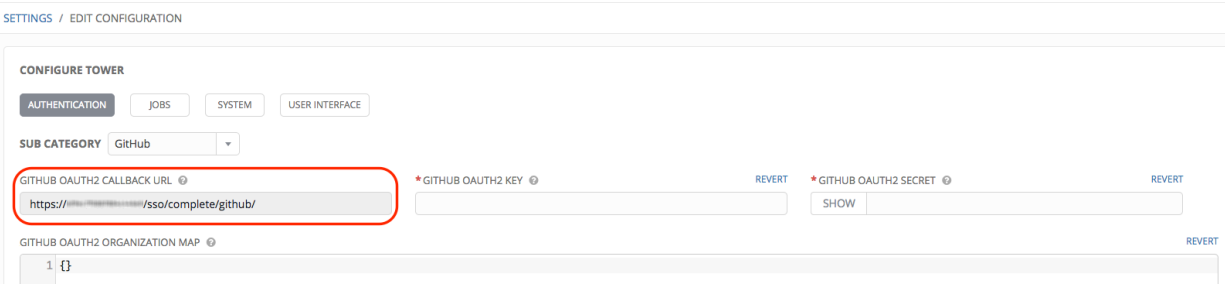 SETTINGS / EDIT CONFIGURATION
CONFIGURE TOWER
AUTHENTICATION JOBS SYSTEM USER INTERFACE
SUB CATEGORY GitHub
GITHUB OAUTH2 CALLBACK URL *GITHUB OAUTH2 KEY REVERT *GITHUB OAUTH2 SECRET REVERT
https:// /sso/complete/github/ SHOW
GITHUB OAUTH2 ORGANIZATION MAP REVERT
1 {}